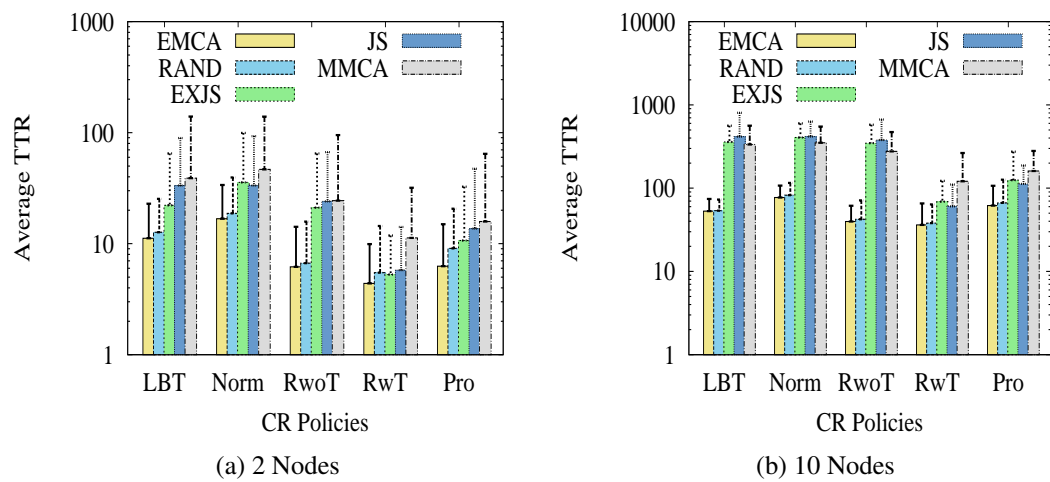 1000
100
10
1
Average TTR
EMCA
RAND
EXJS
JS
MMCA
LBT Norm RwoT RwT Pro
CR Policies
(a) 2 Nodes
10000
1000
100
10
1
Average TTR
EMCA
RAND
EXJS
JS
MMCA
LBT Norm RwoT RwT Pro
CR Policies
(b) 10 Nodes